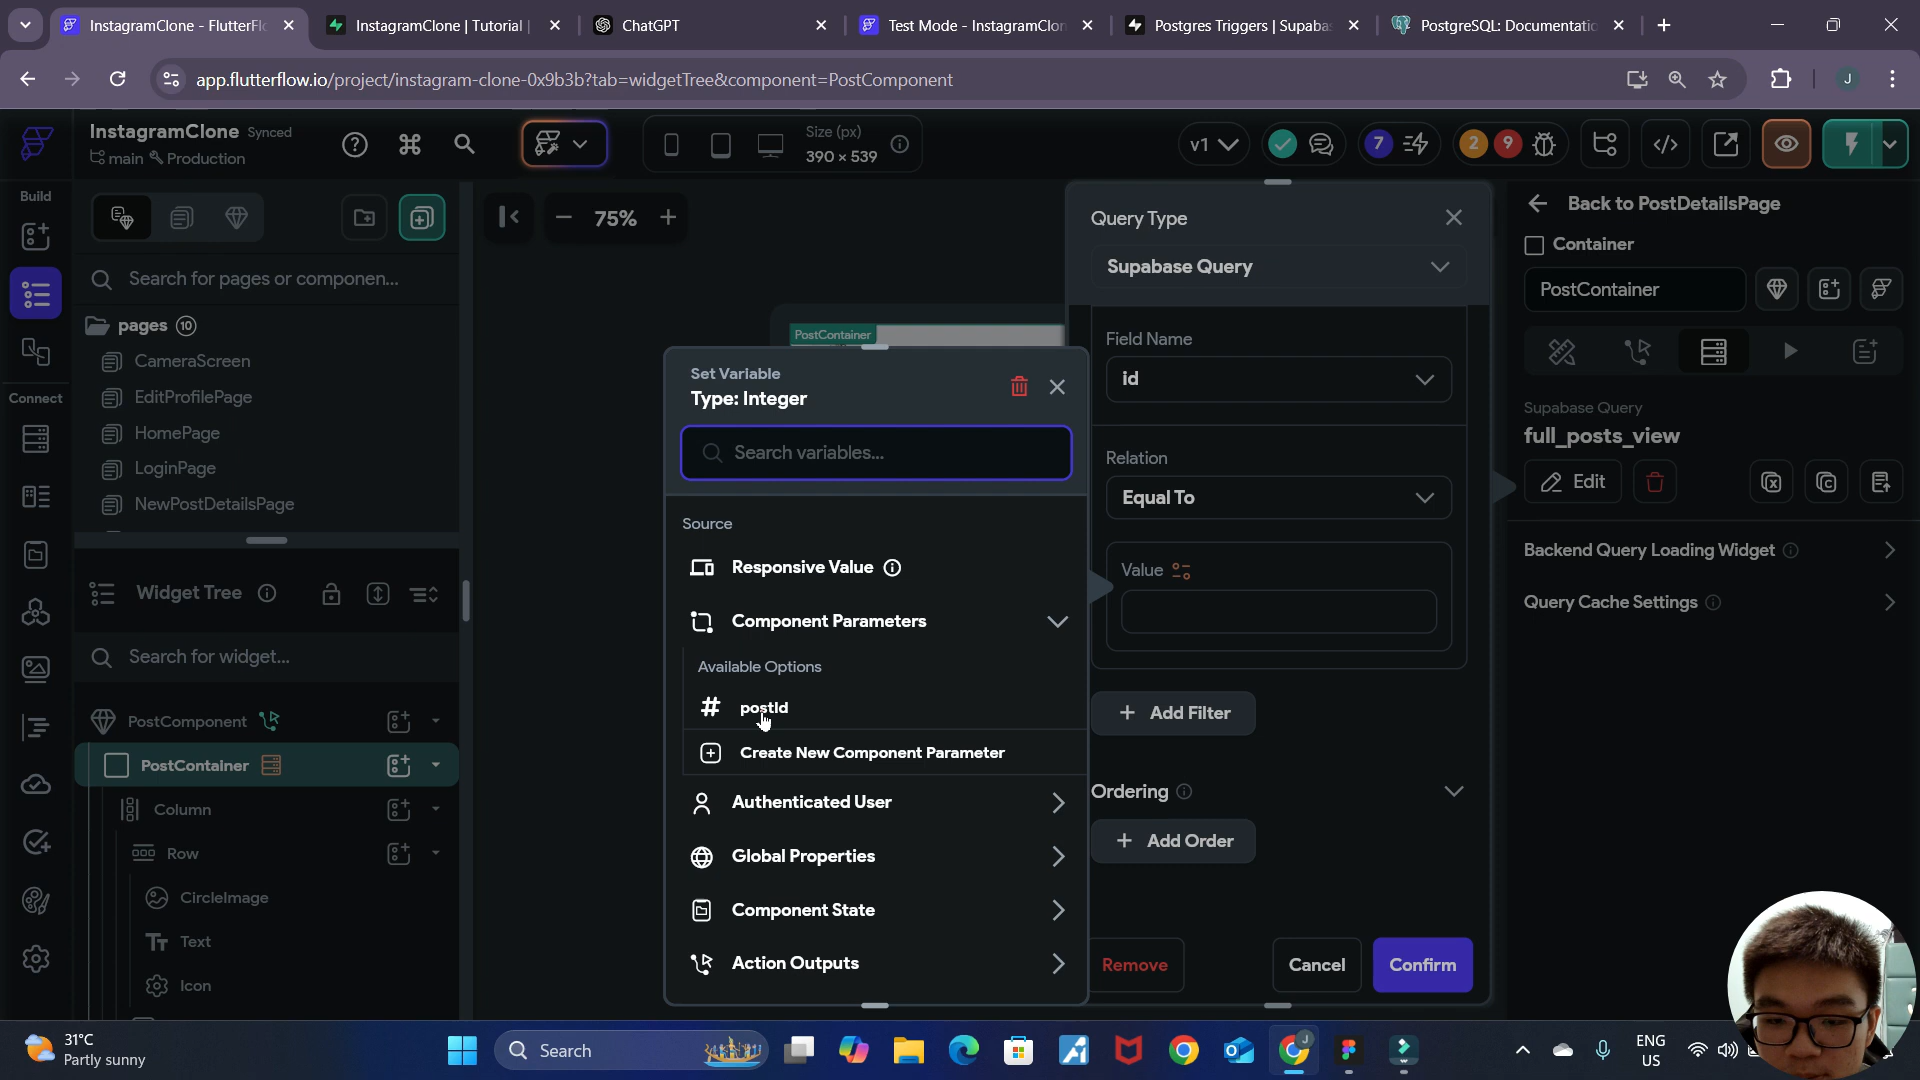 InstagramClone - FlutterFl
InstagramClone | Tutorial |
ChatGPT
Test Mode - InstagramClon
Postgres Triggers | Supabas
PostgreSQL: Documentatio
app.flutterflow.io/project/instagram-clone-0x9b3b?tab=widgetTree&component=PostComponent
J
InstagramClone Synced
main Production
Size (px)
390 × 539
v1
7
2
9
Build
Connect
Search for pages or componen...
pages 10
CameraScreen
EditProfilePage
HomePage
LoginPage
NewPostDetailsPage
Widget Tree
Search for widget...
PostComponent
PostContainer
Column
Row
CircleImage
Text
Icon
75%
PostContainer
Set Variable
Type: Integer
Search variables...
Source
Responsive Value
Component Parameters
Available Options
postId
Create New Component Parameter
Authenticated User
Global Properties
Component State
Action Outputs
Query Type
Supabase Query
Field Name
id
Relation
Equal To
Value
+ Add Filter
Ordering
+ Add Order
Remove
Cancel
Confirm
Back to PostDetailsPage
Container
PostContainer
Supabase Query
full_posts_view
Edit
Backend Query Loading Widget
Query Cache Settings
31°C
Partly sunny
Search
J
ENG
US